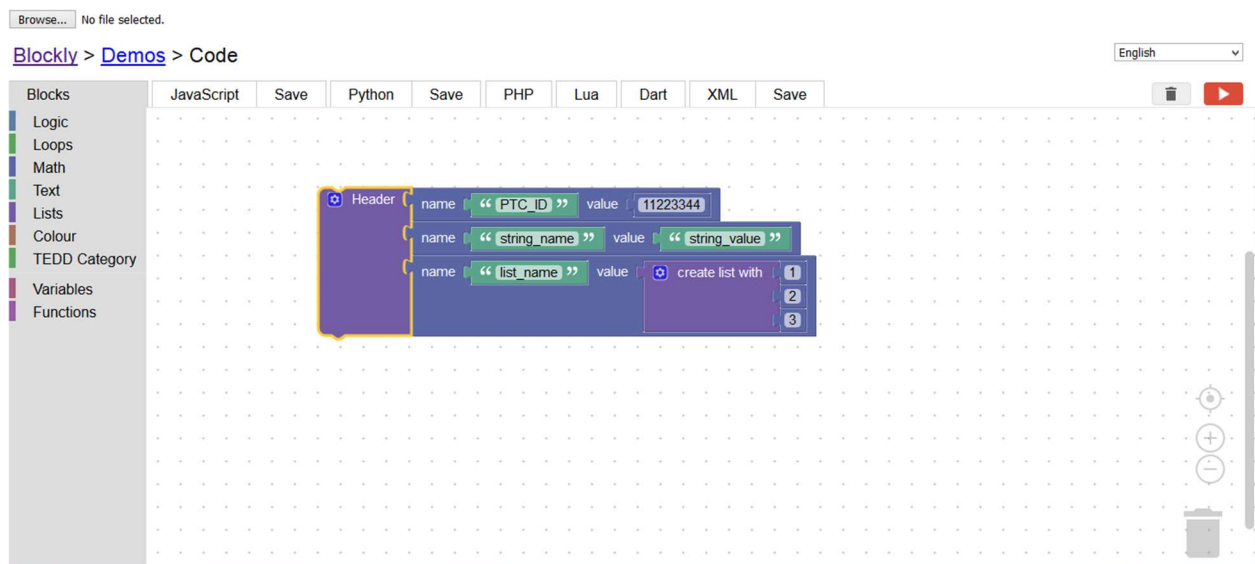 Browse... No file selected.
Blockly > Demos > Code
English
Blocks JavaScript Save Python Save PHP Lua Dart XML Save
Logic
Loops
Math
Text
Lists
Colour
TEDD Category
Variables
Functions
Header name “ PTC_ID ” value 11223344
name “ string_name ” value “ string_value ”
name “ list_name ” value create list with 1
2
3